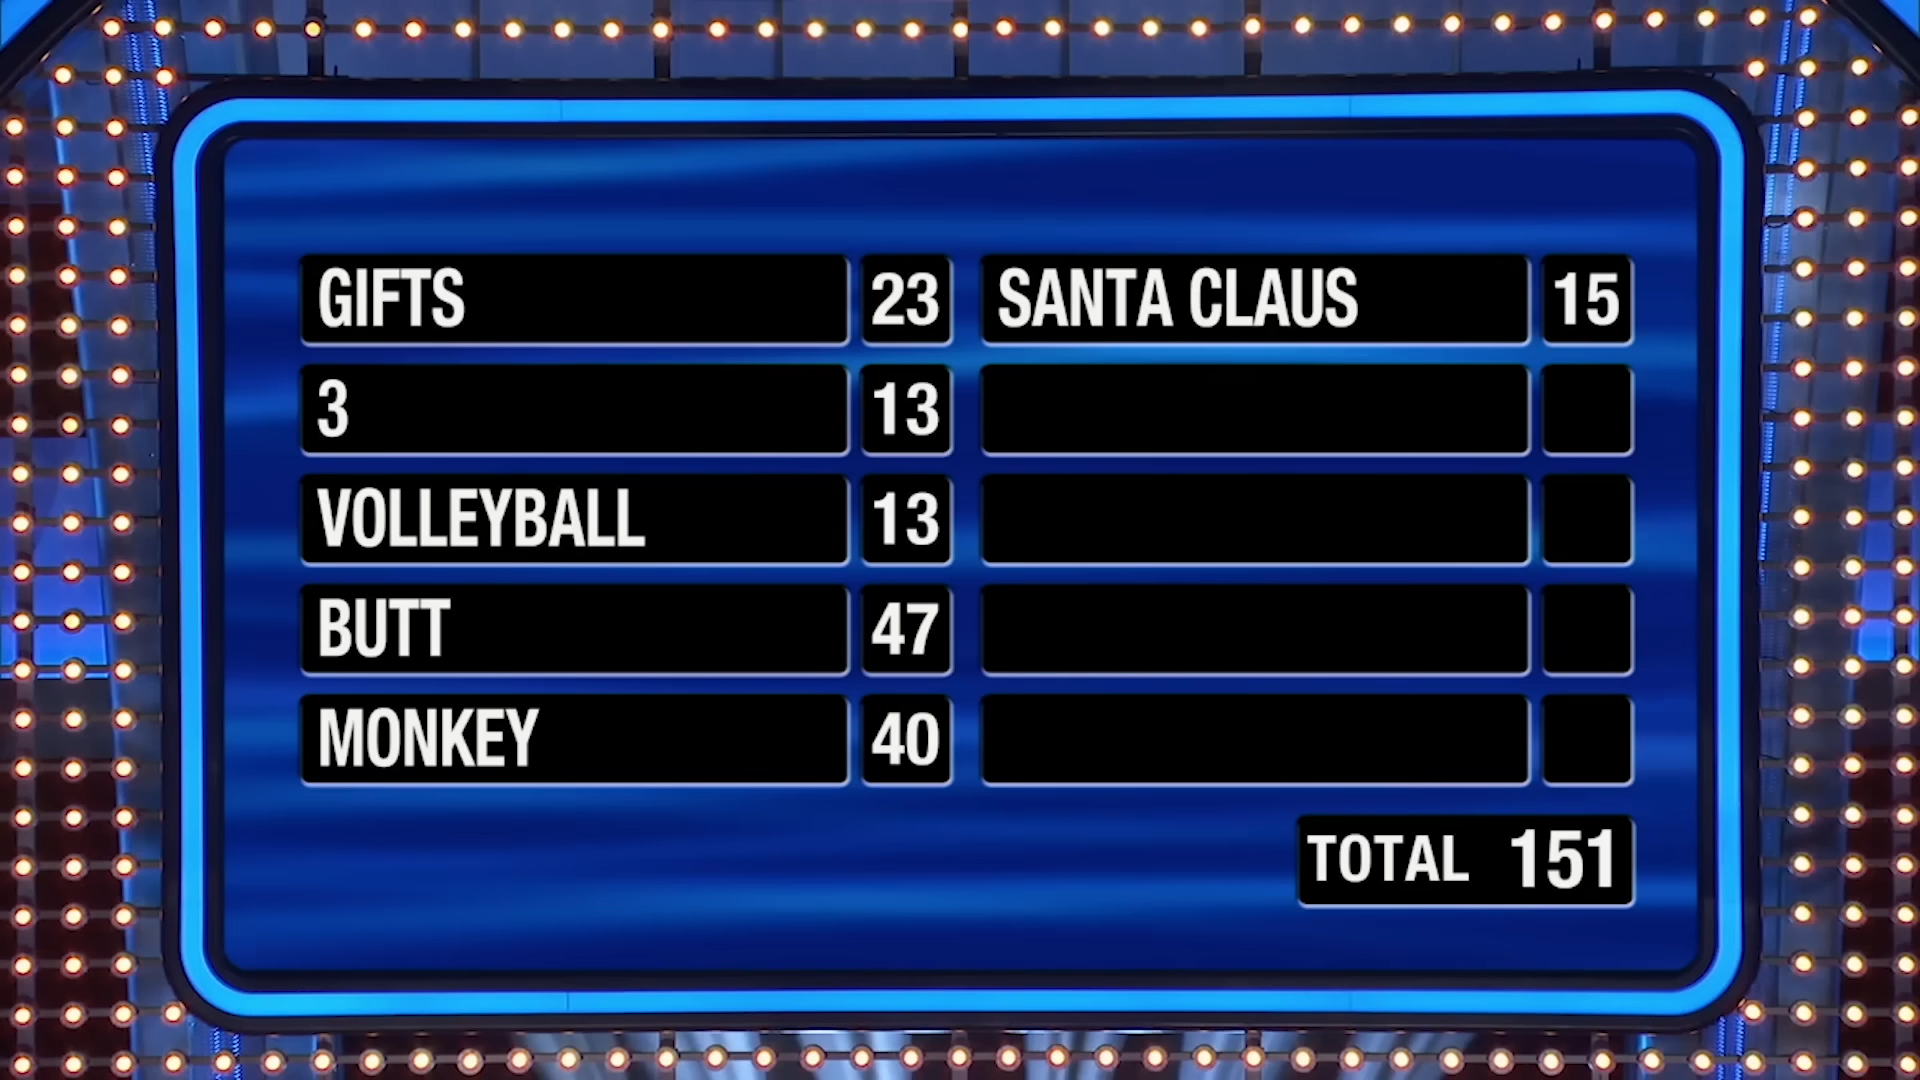 GIFTS 23 SANTA CLAUS 15
3 13
VOLLEYBALL 13
BUTT 47
MONKEY 40
TOTAL 151